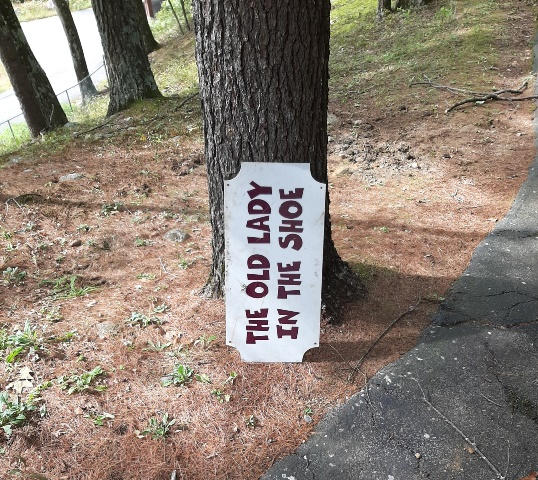 THE OLD LADY
IN THE SHOE